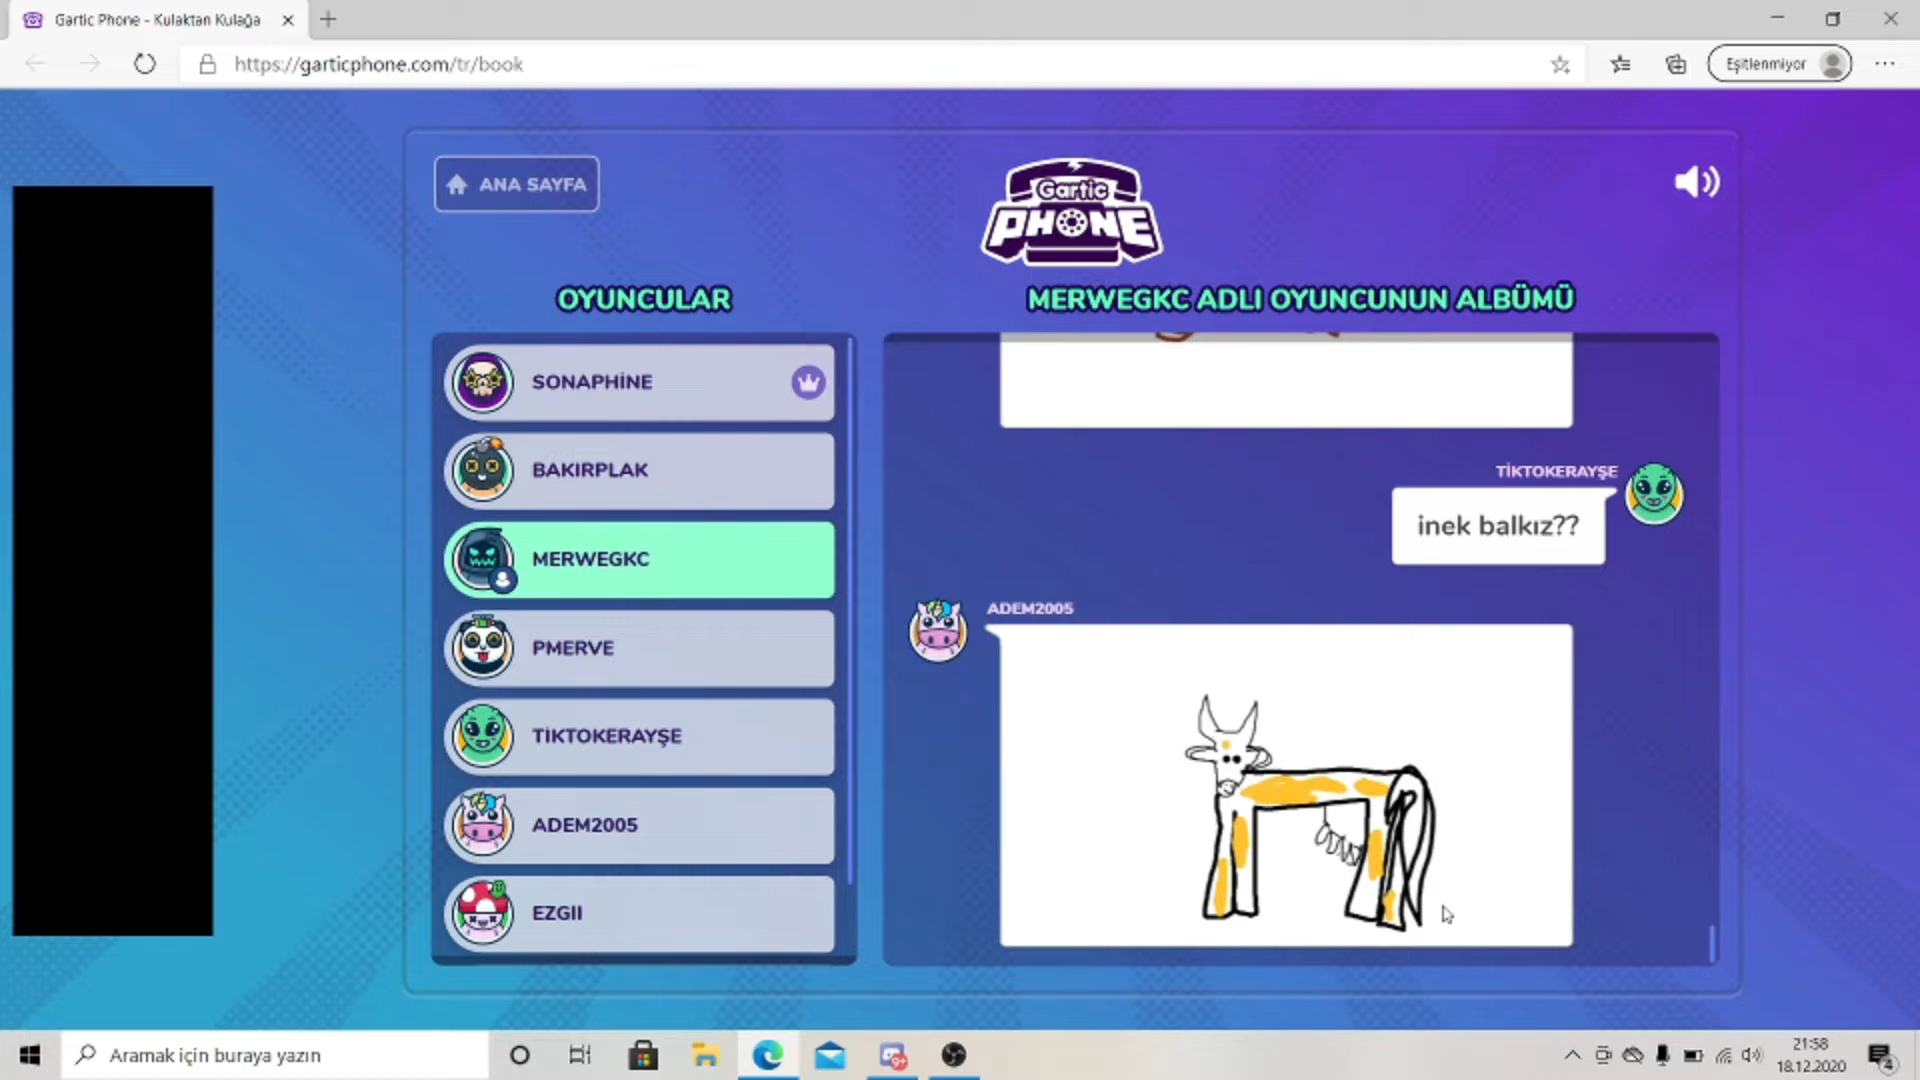 Gartic Phone - Kulaktan Kulağa
https://garticphone.com/tr/book
Eşitlenmiyor
ANA SAYFA
Gartic
PHONE
OYUNCULAR
MERWEGKC ADLI OYUNCUNUN ALBÜMÜ
SONAPHİNE
BAKIRPLAK
MERWEGKC
PMERVE
TİKTOKERAYŞE
ADEM2005
EZGII
TİKTOKERAYŞE
inek balkız??
ADEM2005
Aramak için buraya yazın
21:58
18.12.2020
4